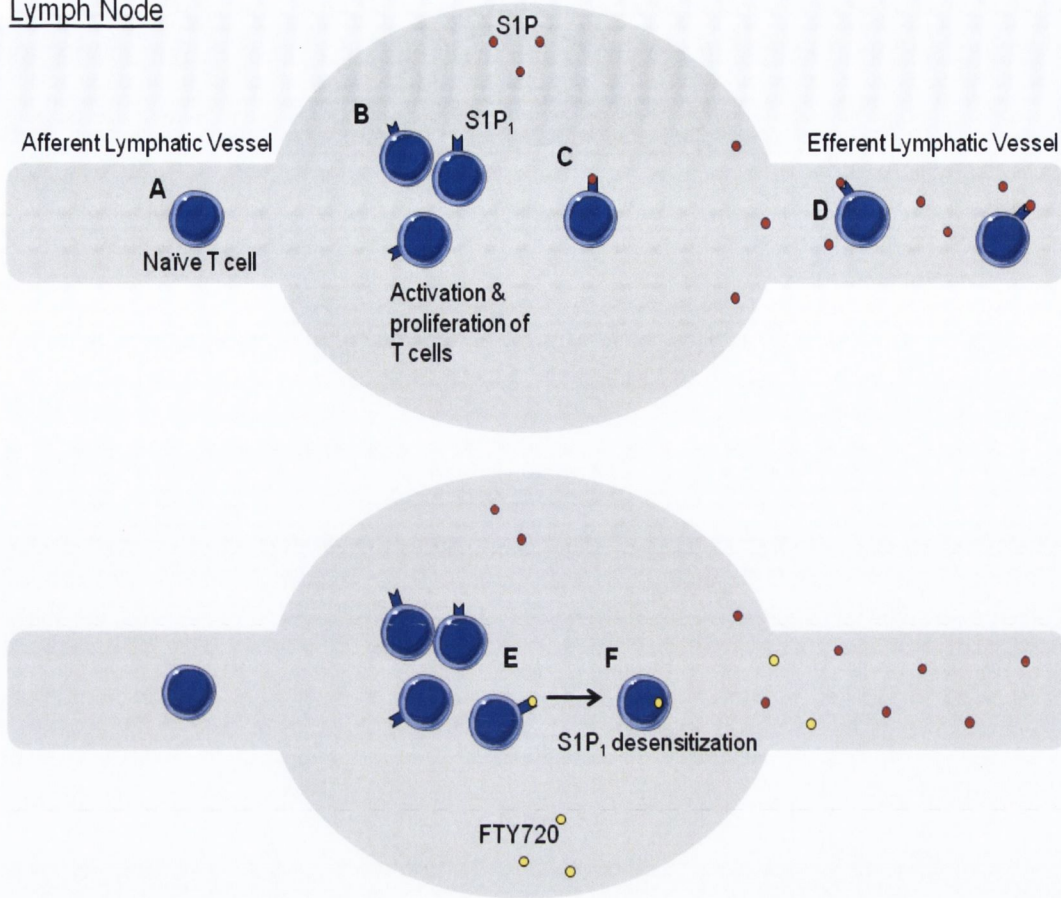 Lymph Node
S1P
B
S1P₁
Afferent Lymphatic Vessel
C
Efferent Lymphatic Vessel
A
D
Naïve T cell
Activation &
proliferation of
T cells
E
F
S1P₁ desensitization
FTY720